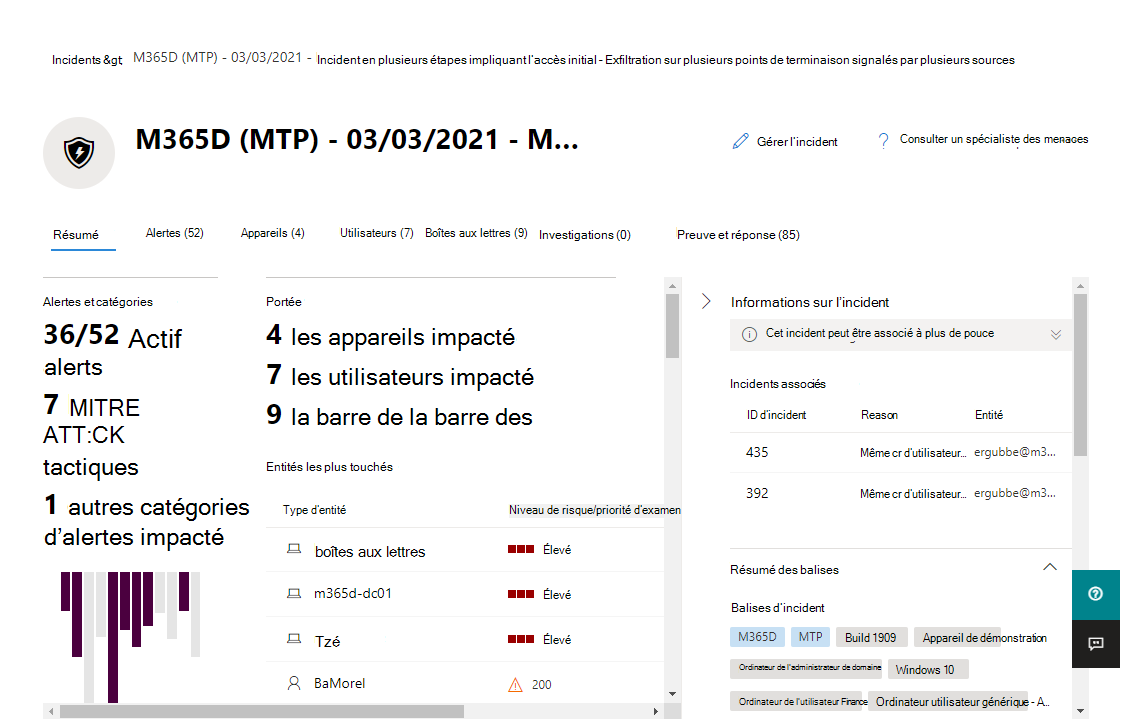 Incidents &gt; M365D (MTP) - 03/03/2021 - Incident en plusieurs étapes impliquant l'accès initial - Exfiltration sur plusieurs points de terminaison signalés par plusieurs sources
M365D (MTP) - 03/03/2021 - M...
Gérer l'incident
? Consulter un spécialiste des menaces
Résumé
Alertes (52)
Appareils (4)
Utilisateurs (7)
Boîtes aux lettres (9)
Investigations (0)
Preuve et réponse (85)
Alertes et catégories
36/52 Actif
alerts
7 MITRE
ATT:CK
tactiques
1 autres catégories
d'alertes impacté
Portée
4 les appareils impacté
7 les utilisateurs impacté
9 la barre de la barre des
Entités les plus touchés
Type d'entité
Niveau de risque/priorité d'examen
boîtes aux lettres
Élevé
m365d-dc01
Élevé
Tzé
Élevé
BaMorel
200
Informations sur l'incident
Cet incident peut être associé à plus de pouce
Incidents associés
ID d'incident
Reason
Entité
435
Même cr d'utilisateur...
ergubbe@m3...
392
Même cr d'utilisateur...
ergubbe@m3...
Résumé des balises
Balises d'incident
M365D
MTP
Build 1909
Appareil de démonstration
Ordinateur de l'administrateur de domaine
Windows 10
Ordinateur de l'utilisateur Finance
Ordinateur utilisateur générique - A...